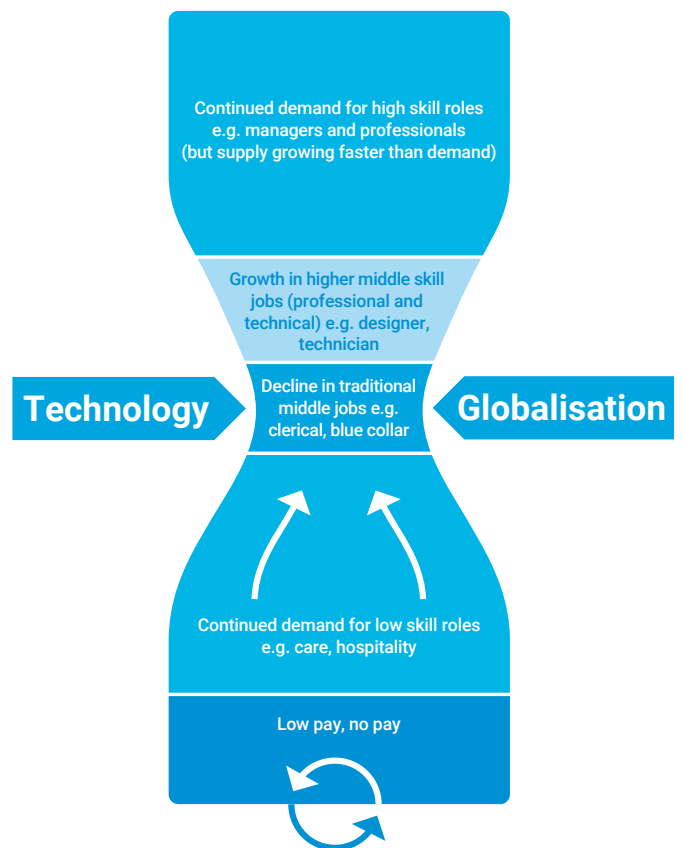 Continued demand for high skill roles
e.g. managers and professionals
(but supply growing faster than demand)
Growth in higher middle skill
jobs (professional and
technical) e.g. designer,
technician
Technology
Decline in traditional
middle jobs e.g.
clerical, blue collar
Globalisation
Continued demand for low skill roles
e.g. care, hospitality
Low pay, no pay